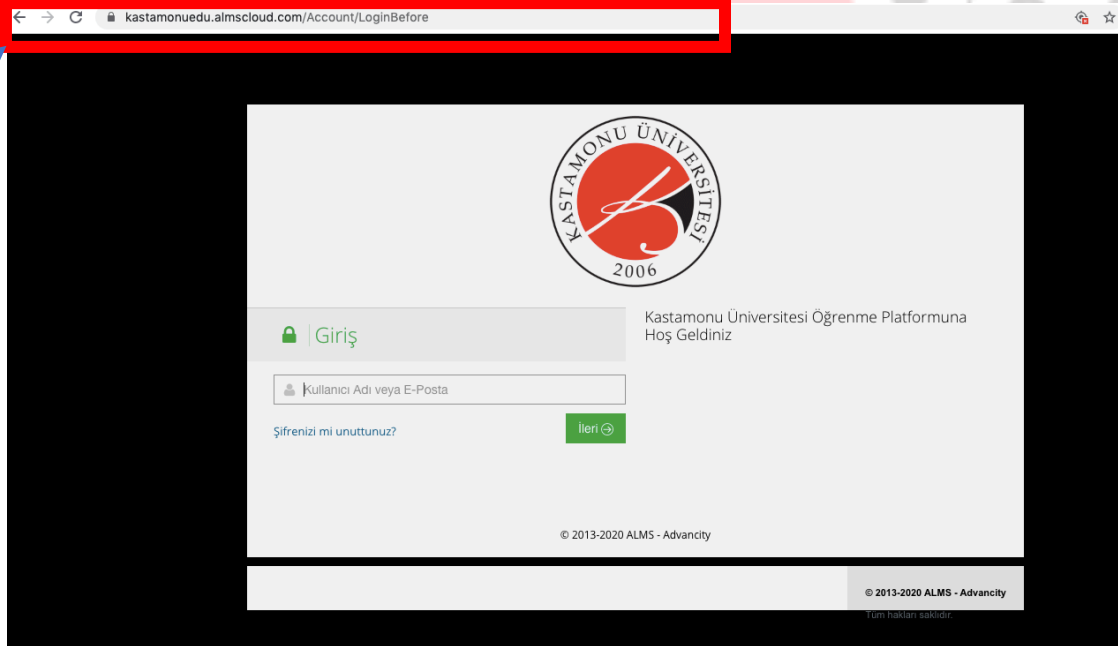 kastamonuedu.almscloud.com/Account/LoginBefore
KASTAMONU ÜNİVERSİTESİ
2006
Giriş
Kastamonu Üniversitesi Öğrenme Platformuna
Hoş Geldiniz
Kullanıcı Adı veya E-Posta
Şifrenizi mi unuttunuz?
İleri
© 2013-2020 ALMS - Advancity
© 2013-2020 ALMS - Advancity
Tüm hakları saklıdır.